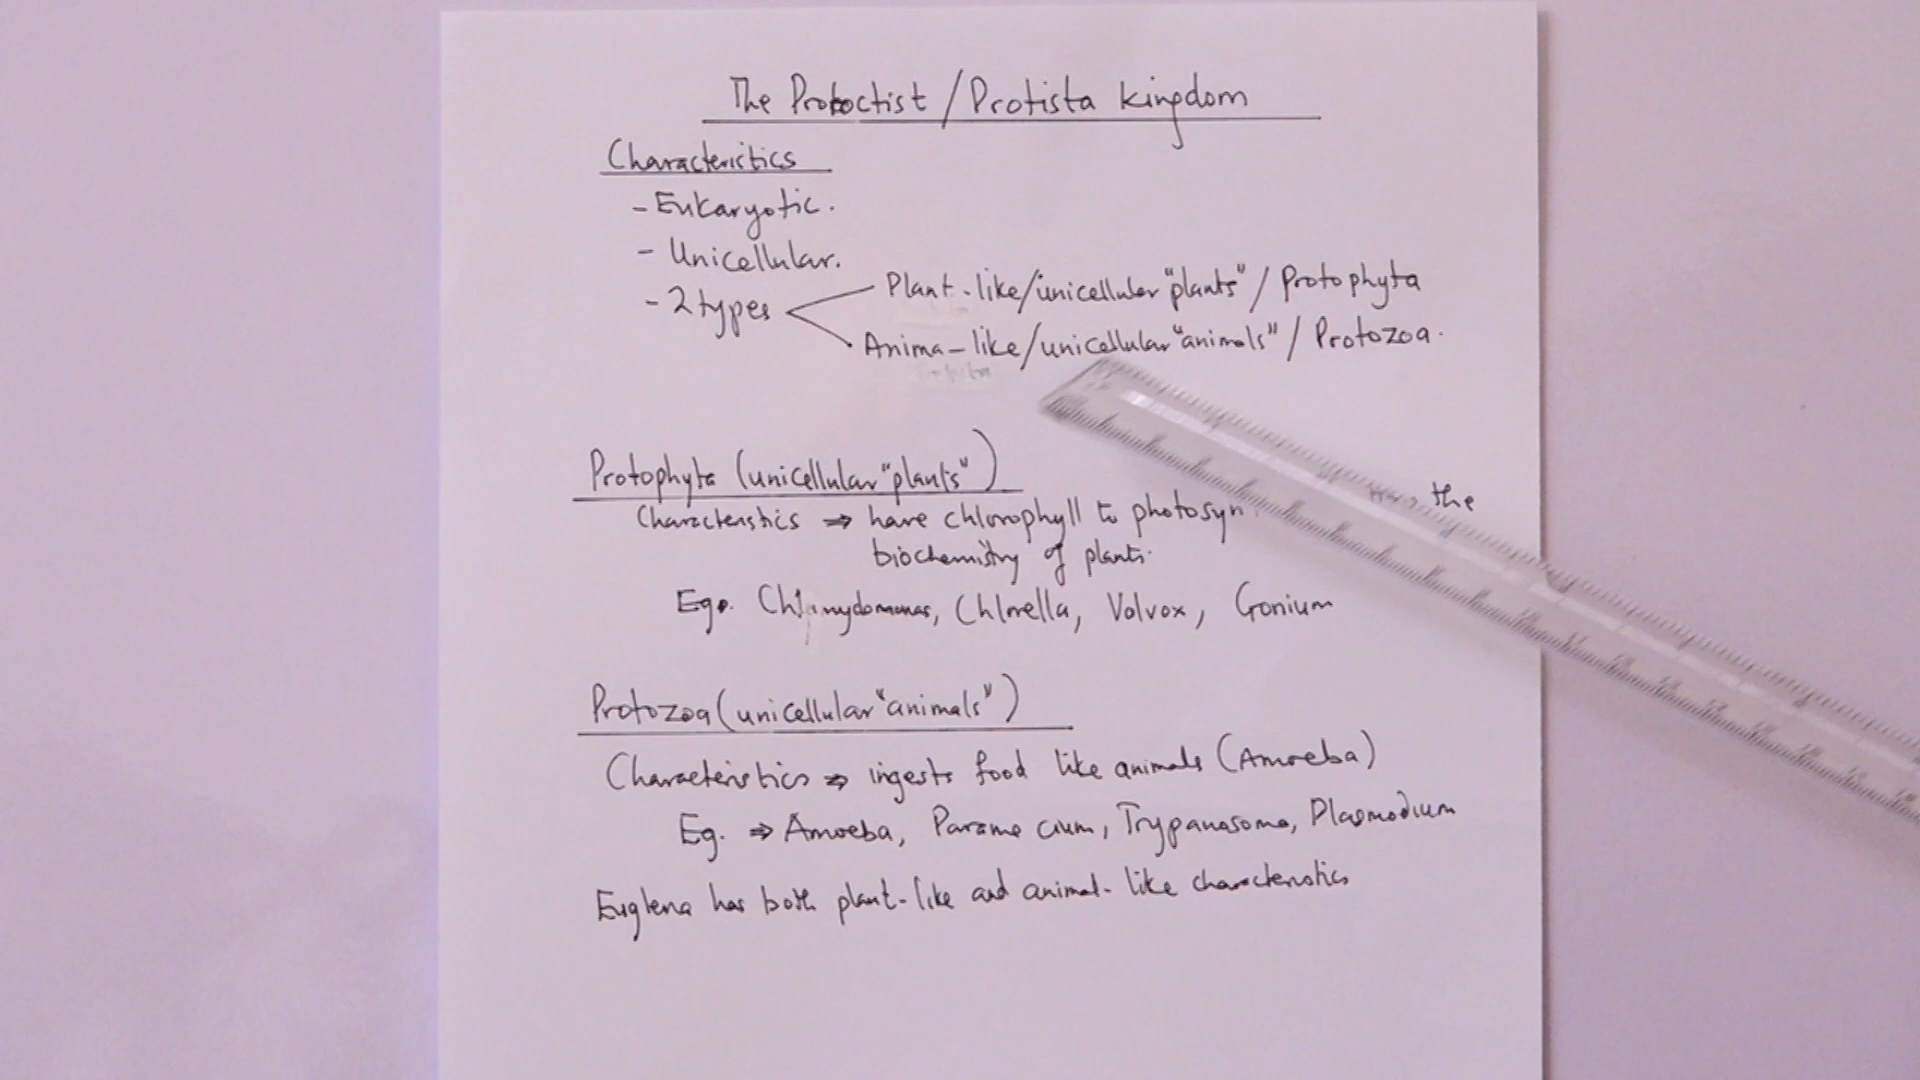 The Protoctist / Protista kingdom
Characteristics
- Eukaryotic.
- Unicellular.
- 2 types
Plant-like/unicellular "plants" / Protophyta
Anima-like/unicellular "animals" / Protozoa.
Protophyta (unicellular "plants")
Characteristics ⇒ have chlorophyll to photosyn the
biochemistry of plants.
Eg. Chlamydomonas, Chlorella, Volvox, Gonium
Protozoa (unicellular "animals")
Characteristics ⇒ ingests food like animals (Amoeba)
Eg. ⇒ Amoeba, Paramecium, Trypanosoma, Plasmodium
Euglena has both plant-like and animal-like characteristics